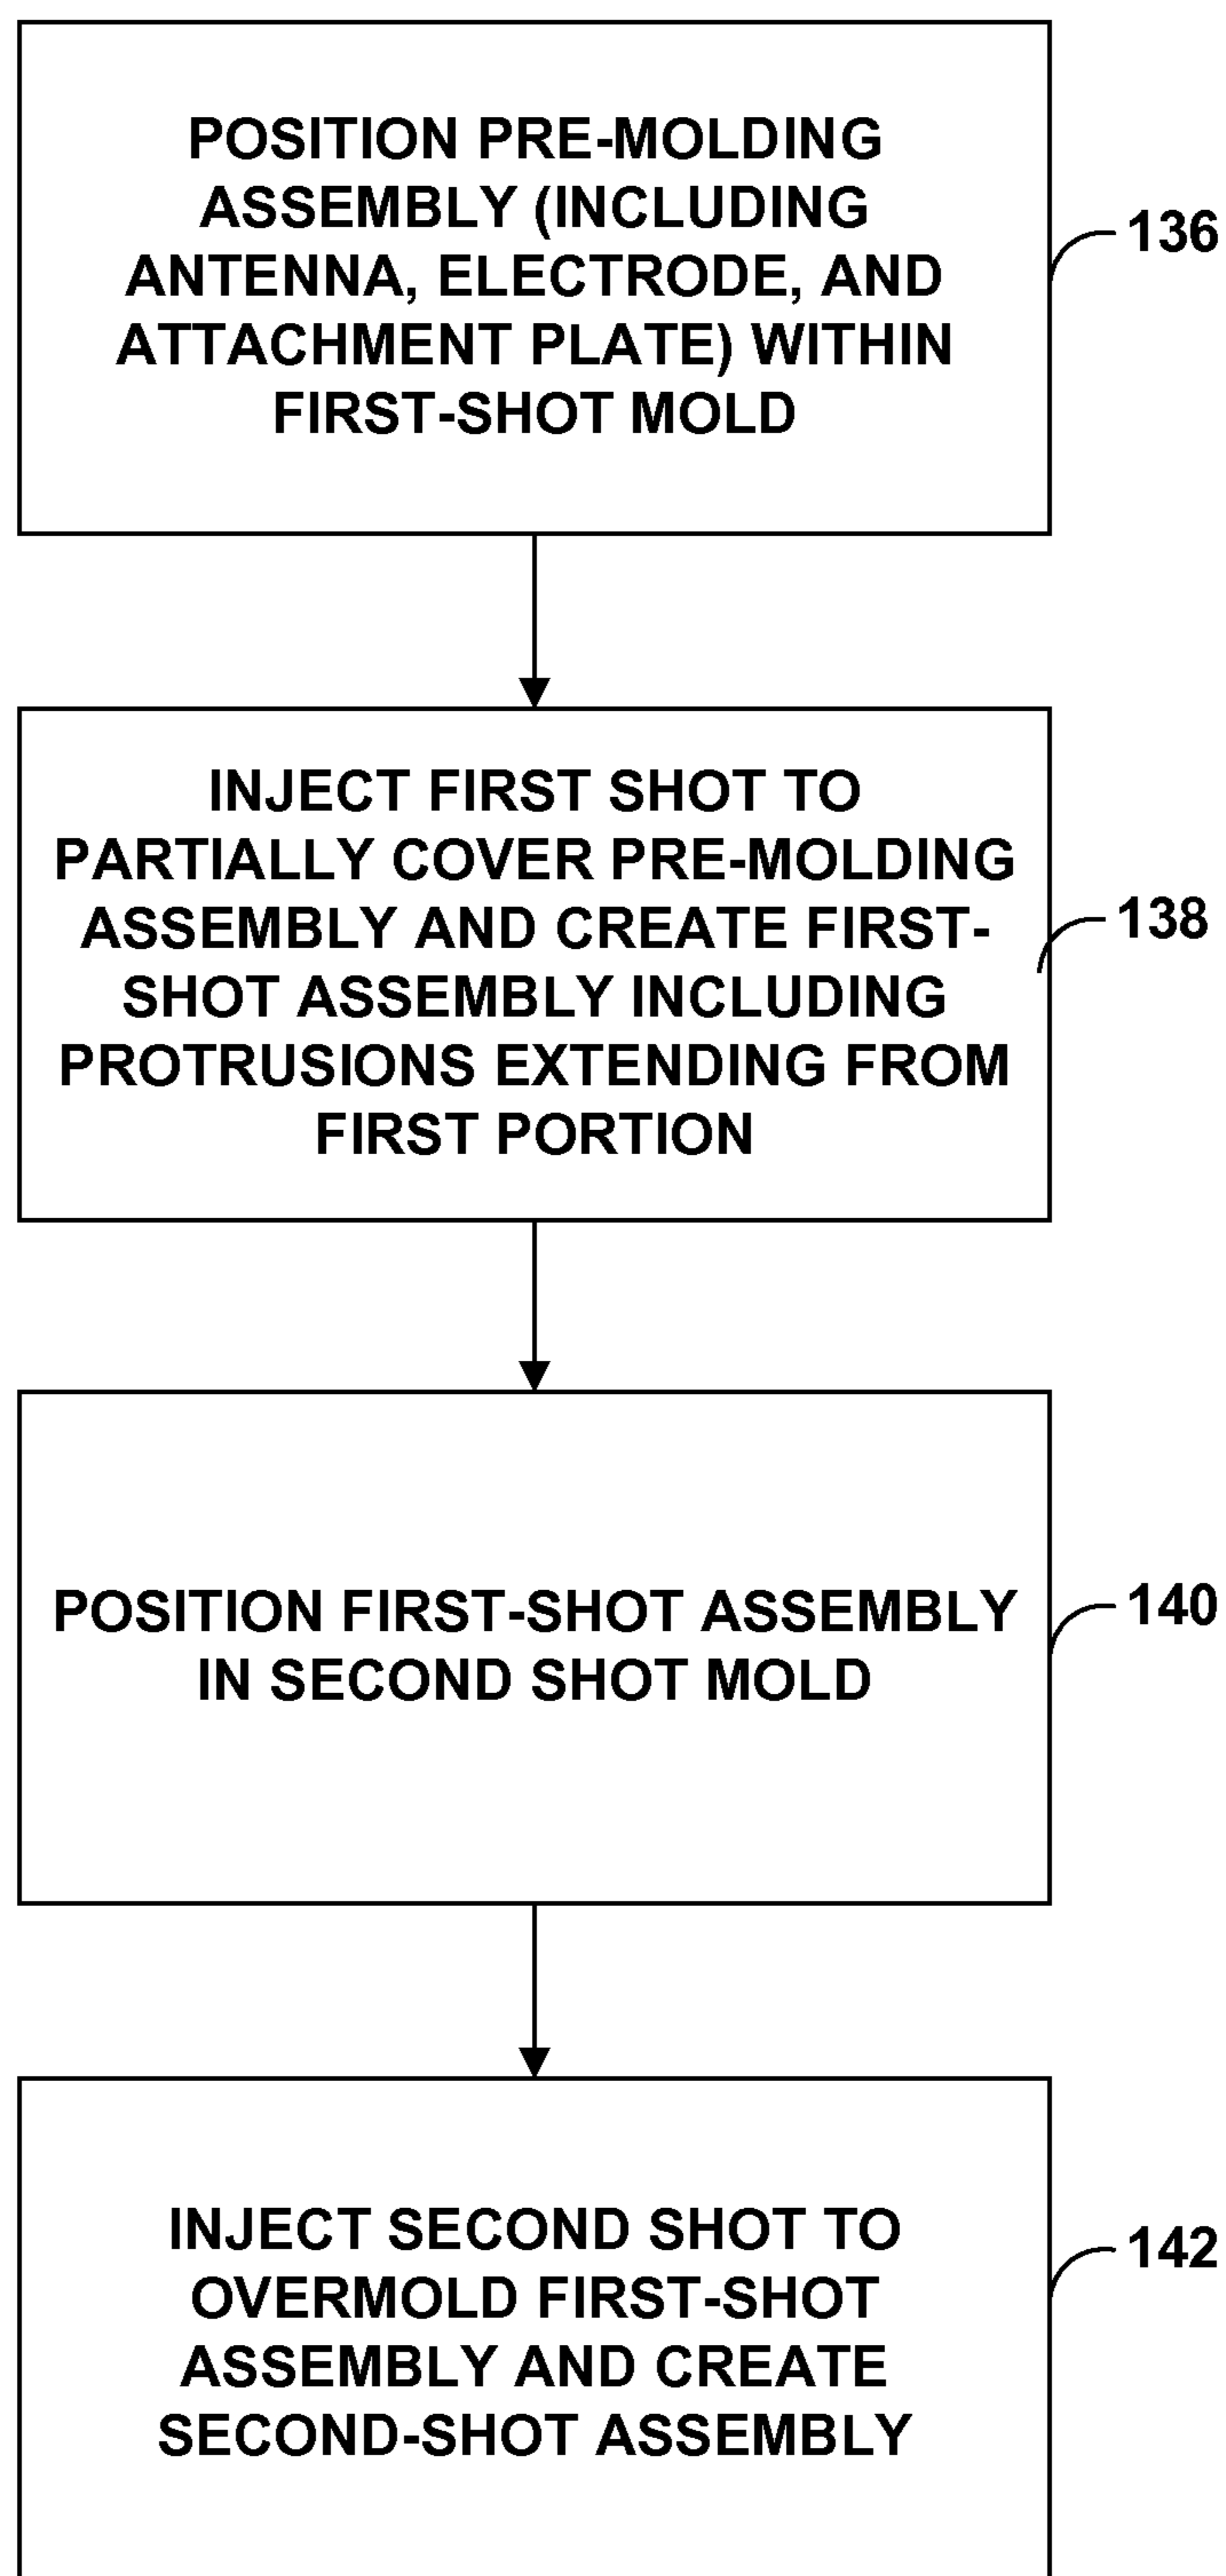 POSITION PRE-MOLDING
ASSEMBLY (INCLUDING
ANTENNA, ELECTRODE, AND
ATTACHMENT PLATE) WITHIN
FIRST-SHOT MOLD
136
INJECT FIRST SHOT TO
PARTIALLY COVER PRE-MOLDING
ASSEMBLY AND CREATE FIRST-
SHOT ASSEMBLY INCLUDING
PROTRUSIONS EXTENDING FROM
FIRST PORTION
138
POSITION FIRST-SHOT ASSEMBLY
IN SECOND SHOT MOLD
140
INJECT SECOND SHOT TO
OVERMOLD FIRST-SHOT
ASSEMBLY AND CREATE
SECOND-SHOT ASSEMBLY
142